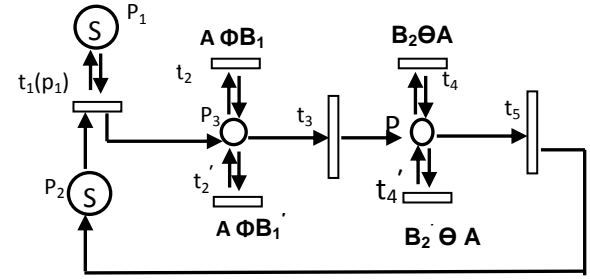 P1
S
A ΦB1
B2ΘA
t1(p1)
t2
t4
P3
t3
P
t5
t2′
t4′
P2
S
A ΦB1′
B2′ Θ A